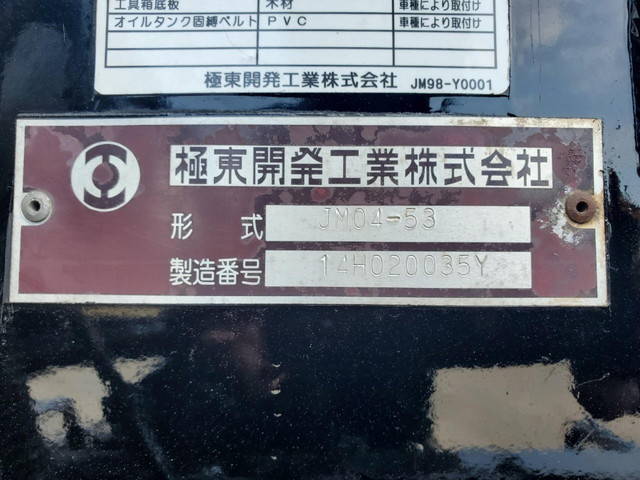 工具箱底板 木材 車種により取付け
オイルタンク固縛ベルト PVC 車種により取付け
極東開発工業株式会社 JM98-Y0001
極東開発工業株式会社
形式 JM04-53
製造番号 14H020035Y